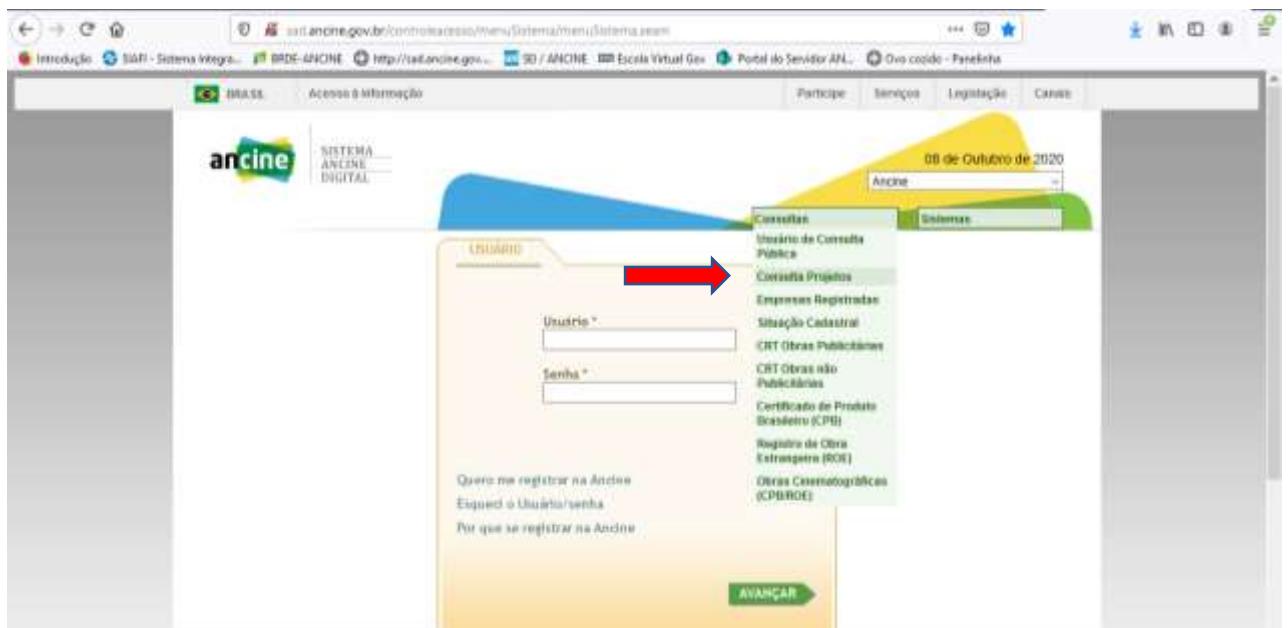 sad.ancine.gov.br/controleacesso/menuSistema/menuSistema.seam
Introdução SIAFI - Sistema Integra... BRDE-ANCINE http://sad.ancine.gov... SEI / ANCINE Escola Virtual Gov Portal do Servidor AN... Ovo cozido - Panelinha
BRASIL Acesso à informação Participe Serviços Legislação Canais
ancine
SISTEMA
ANCINE
DIGITAL
08 de Outubro de 2020
Ancine
Consultas
Sistemas
Usuário de Consulta
Pública
Consulta Projetos
Empresas Registradas
Situação Cadastral
CRT Obras Publicitárias
CRT Obras não
Publicitárias
Certificado de Produto
Brasileiro (CPB)
Registro de Obra
Estrangeira (ROE)
Obras Cinematográficas
(CPB/ROE)
USUÁRIO
Usuário *
Senha *
Quero me registrar na Ancine
Esqueci o Usuário/senha
Por que se registrar na Ancine
AVANÇAR